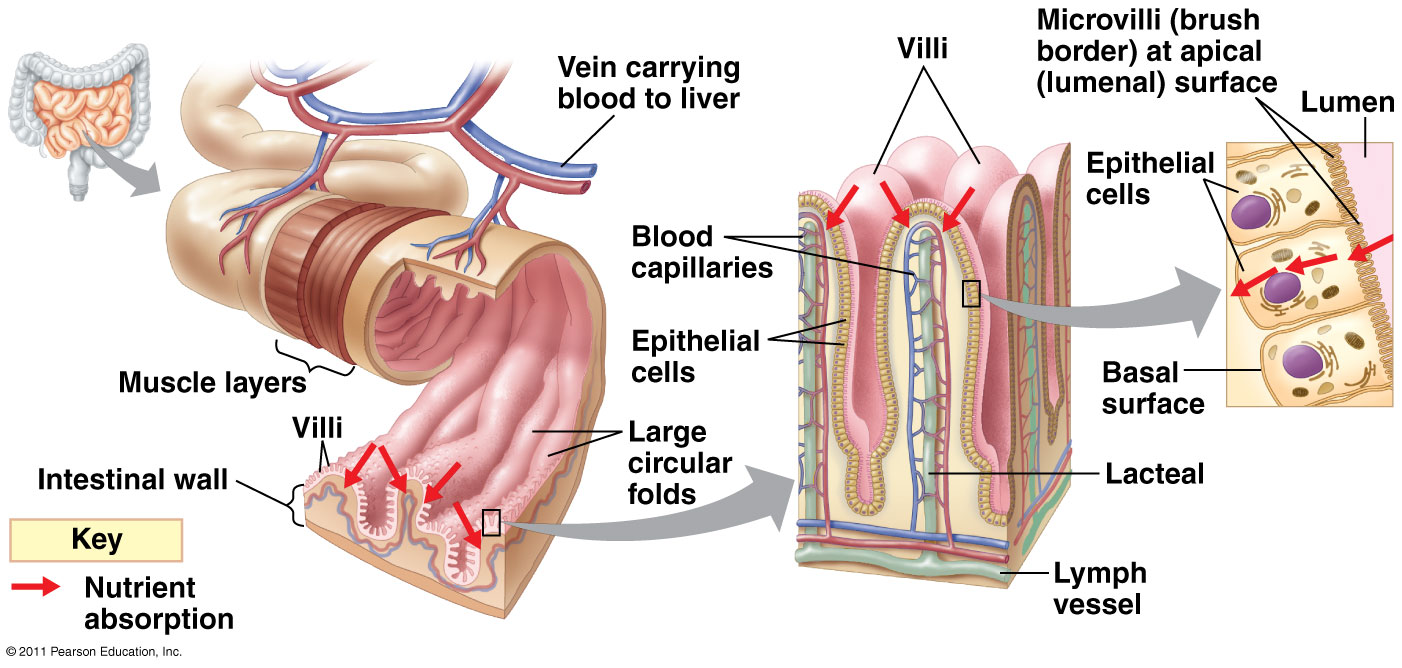 Vein carrying
blood to liver
Muscle layers
Villi
Intestinal wall
Large
circular
folds
Key
Nutrient
absorption
Villi
Blood
capillaries
Epithelial
cells
Lacteal
Lymph
vessel
Microvilli (brush
border) at apical
(lumenal) surface
Lumen
Epithelial
cells
Basal
surface
© 2011 Pearson Education, Inc.